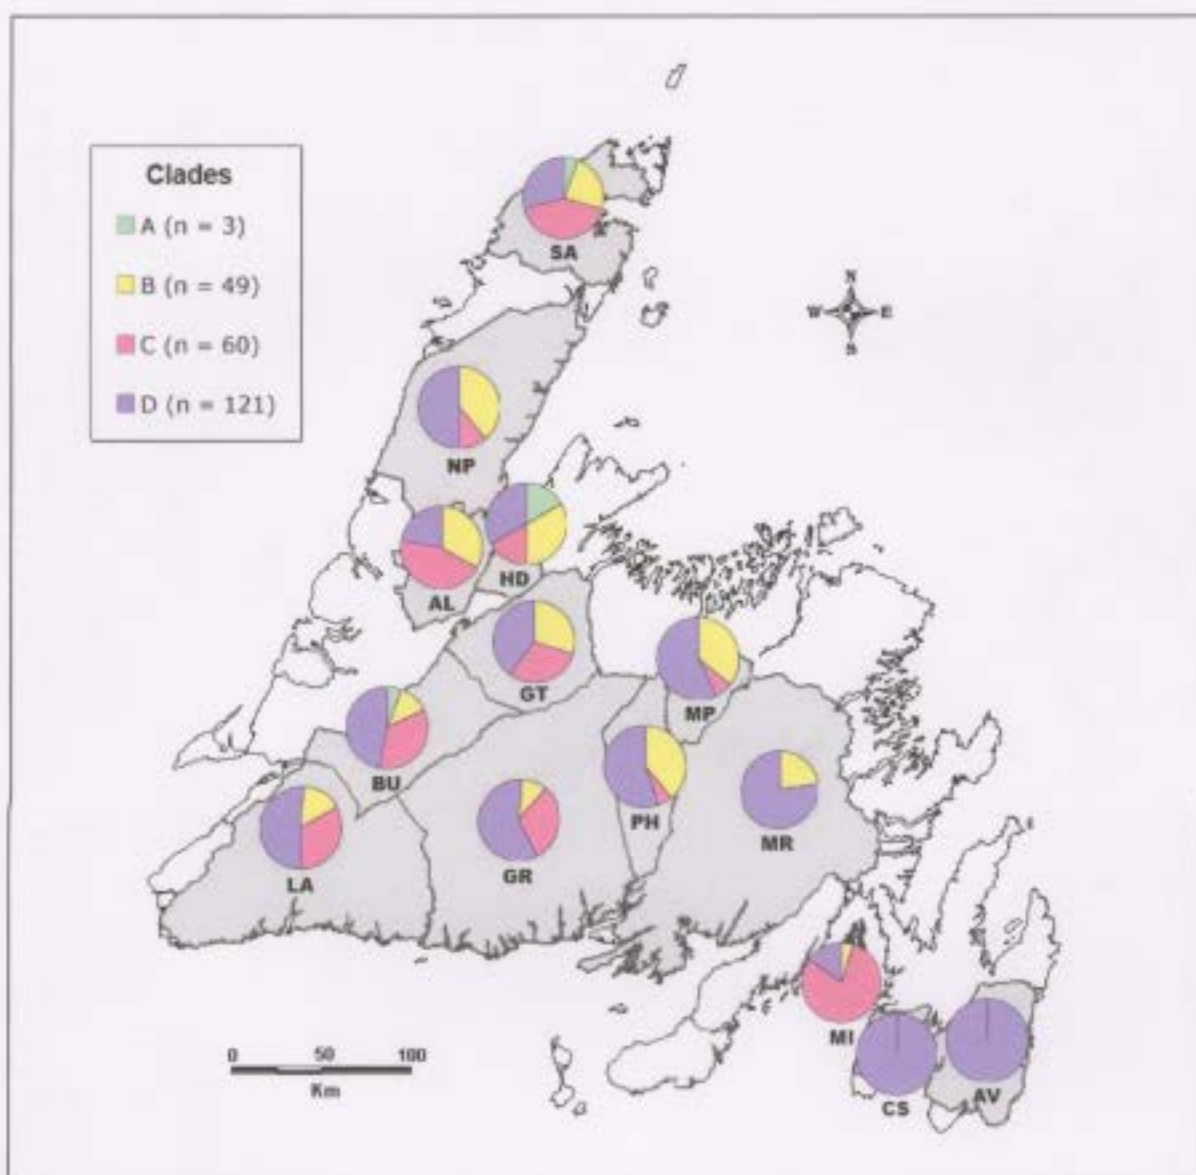 Clades
A (n = 3)
B (n = 49)
C (n = 60)
D (n = 121)
SA
N
W E
S
NP
HD
AL
GT
MP
BU
PH
MR
LA
GR
MI
CS
AV
0 50 100
Km